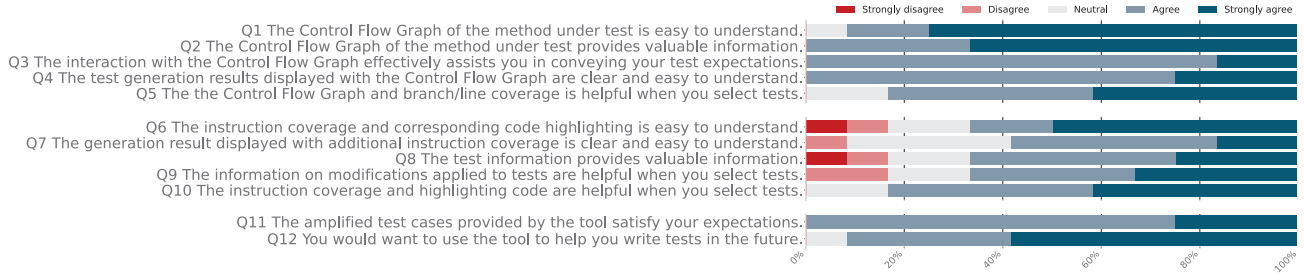 Strongly disagree Disagree Neutral Agree Strongly agree
Q1 The Control Flow Graph of the method under test is easy to understand.
Q2 The Control Flow Graph of the method under test provides valuable information.
Q3 The interaction with the Control Flow Graph effectively assists you in conveying your test expectations.
Q4 The test generation results displayed with the Control Flow Graph are clear and easy to understand.
Q5 The the Control Flow Graph and branch/line coverage is helpful when you select tests.
Q6 The instruction coverage and corresponding code highlighting is easy to understand.
Q7 The generation result displayed with additional instruction coverage is clear and easy to understand.
Q8 The test information provides valuable information.
Q9 The information on modifications applied to tests are helpful when you select tests.
Q10 The instruction coverage and highlighting code are helpful when you select tests.
Q11 The amplified test cases provided by the tool satisfy your expectations.
Q12 You would want to use the tool to help you write tests in the future.
0% 20% 40% 60% 80% 100%